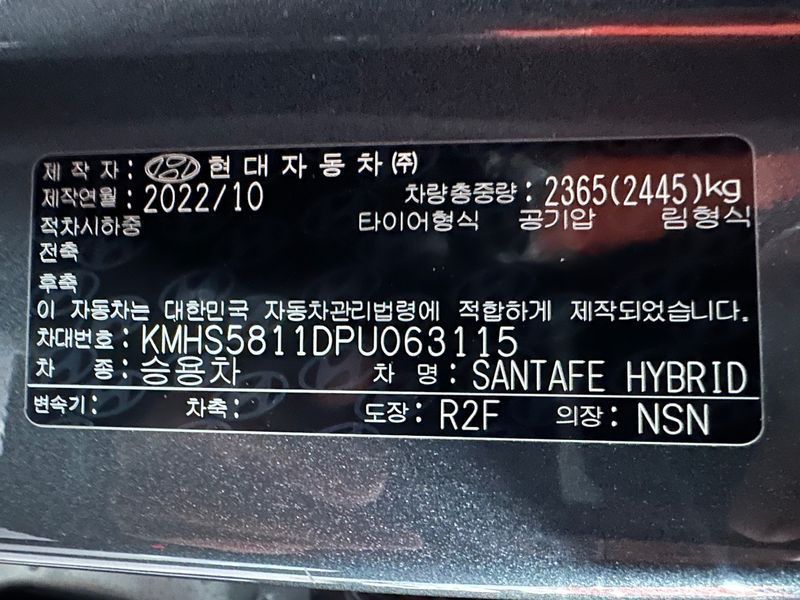 제 작 자 : 현대자동차㈜
제작연월 : 2022/10 차량총중량 : 2365(2445)kg
적차시하중 타이어형식 공기압 림형식
전축
후축
이 자동차는 대한민국 자동차관리법령에 적합하게 제작되었습니다.
차대번호 : KMHS5811DPU063115
차 종 : 승용차 차 명 : SANTAFE HYBRID
변속기 : 차축 : 도장 : R2F 의장 : NSN